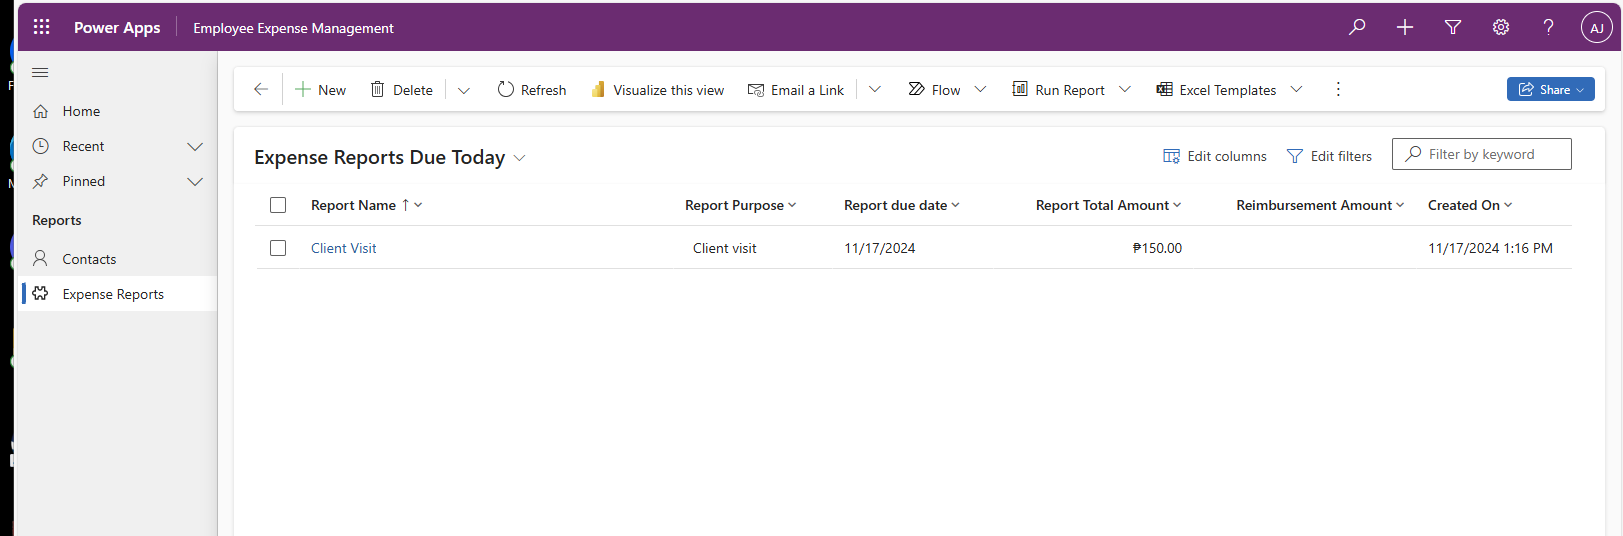 Power Apps Employee Expense Management AJ
Home
Recent
Pinned
Reports
Contacts
Expense Reports
New Delete Refresh Visualize this view Email a Link Flow Run Report Excel Templates Share
Expense Reports Due Today Edit columns Edit filters Filter by keyword
Report Name ↑ Report Purpose Report due date Report Total Amount Reimbursement Amount Created On
Client Visit Client visit 11/17/2024 ₱150.00 11/17/2024 1:16 PM